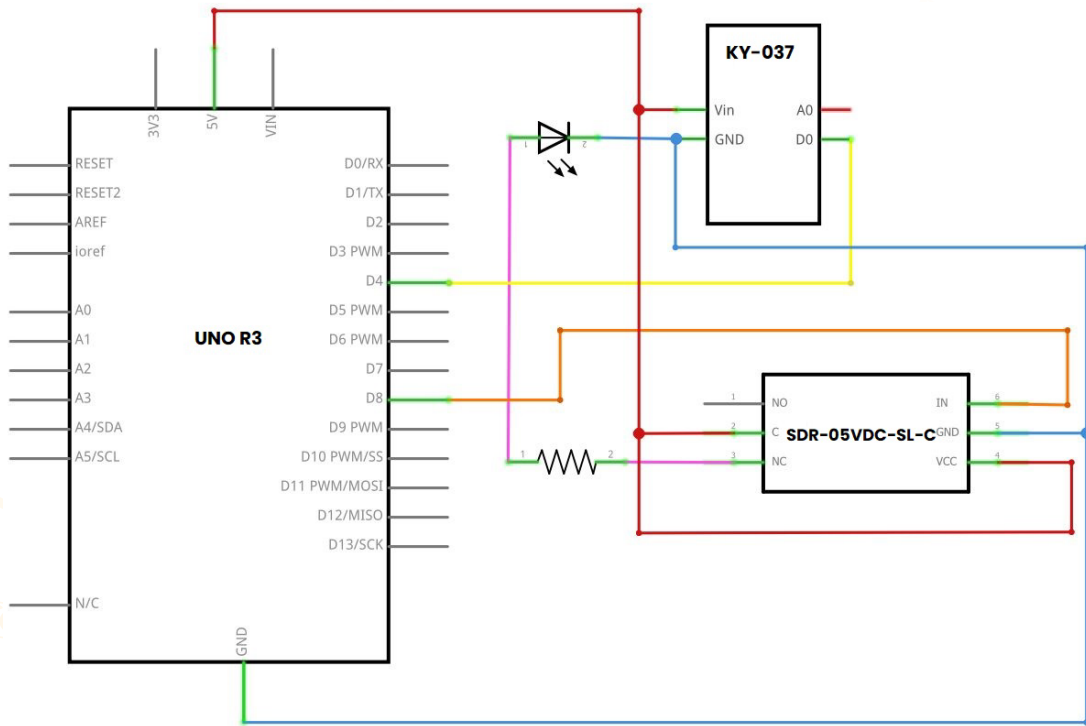 KY-037
Vin
A0
GND
D0
1
2
3V3
5V
VIN
RESET
D0/RX
RESET2
D1/TX
AREF
D2
ioref
D3 PWM
D4
A0
D5 PWM
A1
D6 PWM
UNO R3
A2
D7
A3
D8
A4/SDA
D9 PWM
A5/SCL
D10 PWM/SS
D11 PWM/MOSI
D12/MISO
D13/SCK
N/C
GND
1
2
1
NO
IN
6
2
C
SDR-05VDC-SL-C
GND
5
3
NC
VCC
4